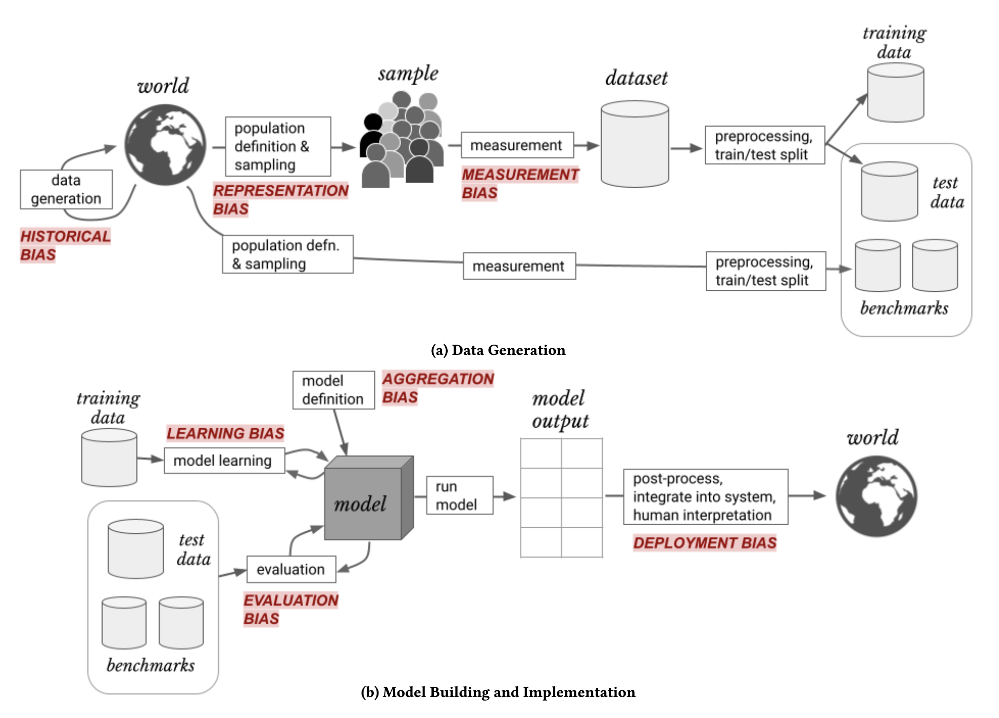 training
data
sample
dataset
world
population
definition &
sampling
measurement
preprocessing,
train/test split
REPRESENTATION
BIAS
MEASUREMENT
BIAS
data
generation
HISTORICAL
BIAS
test
data
population defn.
& sampling
measurement
preprocessing,
train/test split
benchmarks
(a) Data Generation
model
definition
AGGREGATION
BIAS
training
data
LEARNING BIAS
model learning
model
model
output
run
model
post-process,
integrate into system,
human interpretation
DEPLOYMENT BIAS
world
test
data
evaluation
EVALUATION
BIAS
benchmarks
(b) Model Building and Implementation